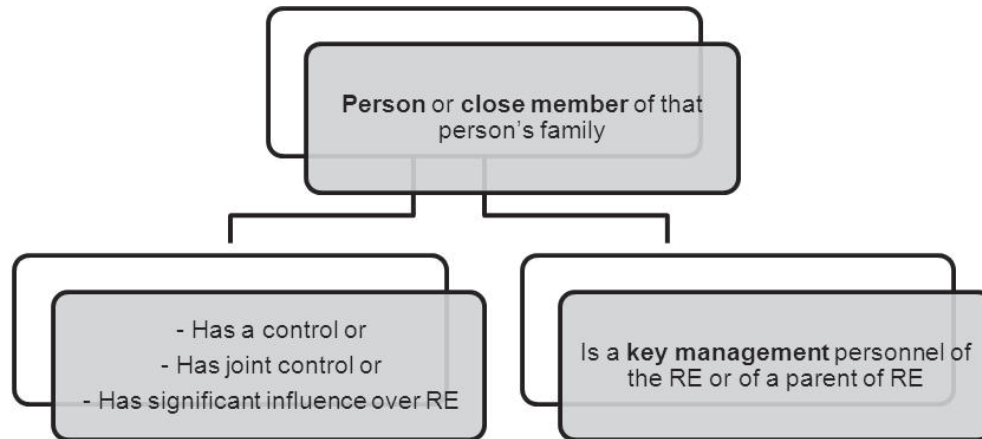 Person or close member of that
person's family
- Has a control or
- Has joint control or
- Has significant influence over RE
Is a key management personnel of
the RE or of a parent of RE